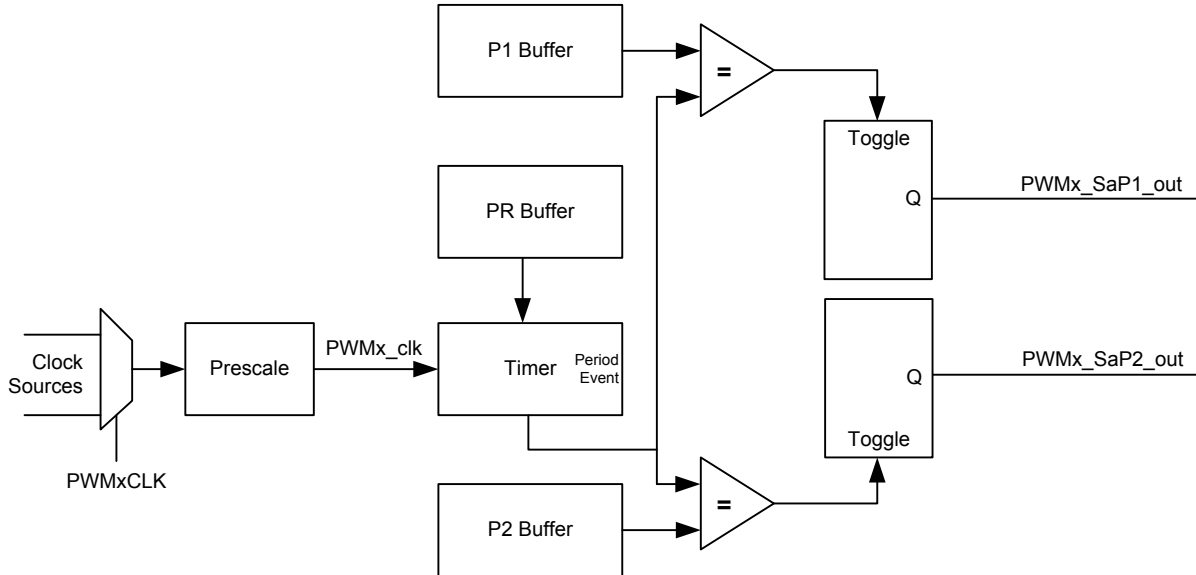 P1 Buffer
=
Toggle
Q
PWMx_SaP1_out
PR Buffer
Clock
Sources
PWMxCLK
Prescale
PWMx_clk
Timer
Period
Event
Q
Toggle
PWMx_SaP2_out
P2 Buffer
=